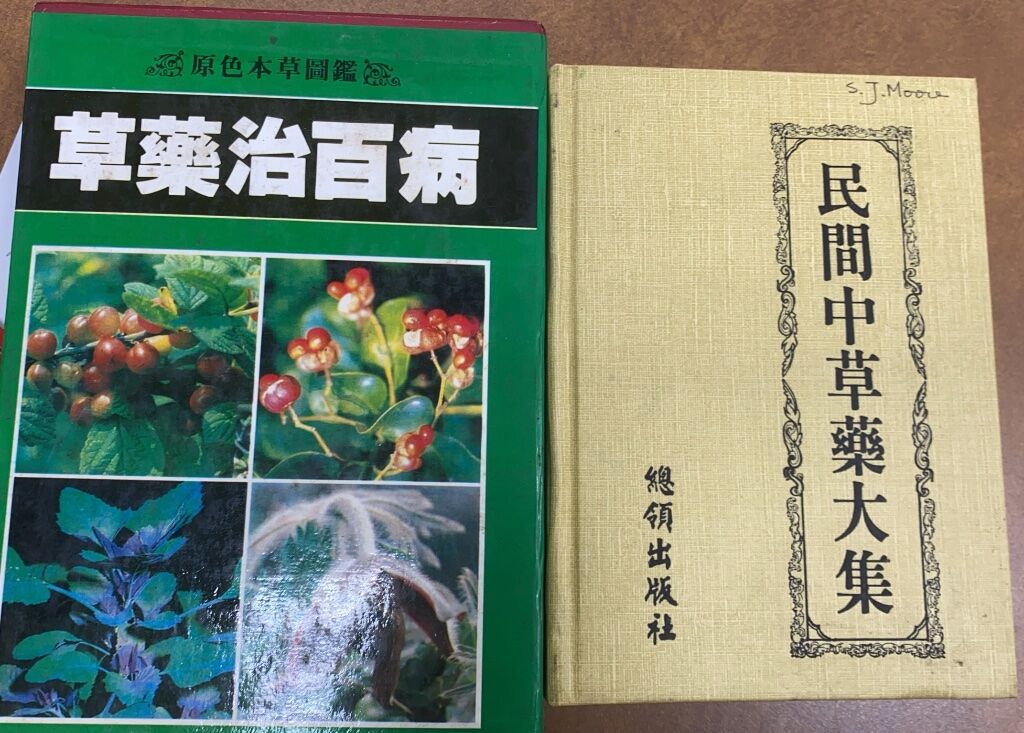 原色本草圖鑑
草藥治百病
S. J. Moore
民間中草藥大集
總領出版社